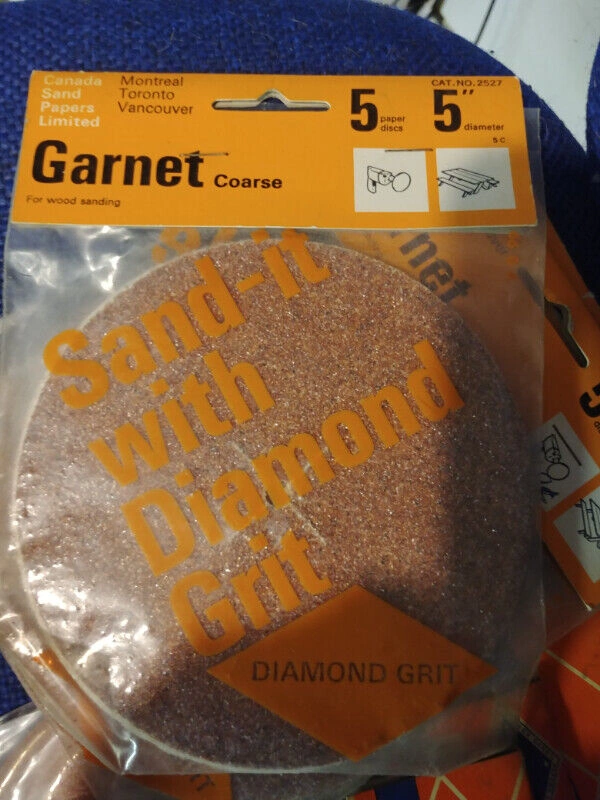 Canada
Sand
Papers
Limited
Montreal
Toronto
Vancouver
CAT. NO. 2527
5 paper discs
5" diameter
5 C
Garnet Coarse
For wood sanding
Sand-it
with
Diamond
Grit
DIAMOND GRIT